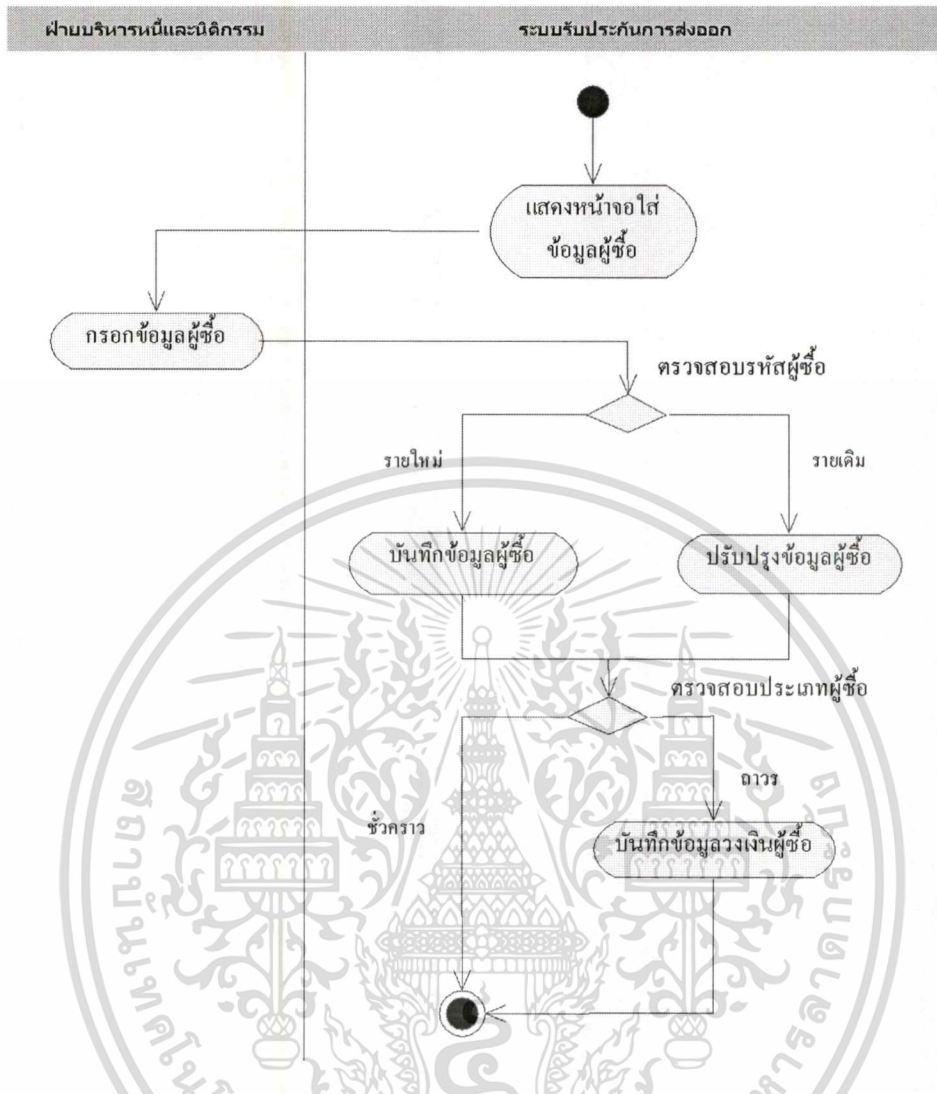 ฝ่ายบริหารหนี้และนิติกรรม
ระบบรับประกันการส่งออก
แสดงหน้าจอใส่
ข้อมูลผู้ซื้อ
กรอกข้อมูลผู้ซื้อ
ตรวจสอบรหัสผู้ซื้อ
รายใหม่
รายเดิม
บันทึกข้อมูลผู้ซื้อ
ปรับปรุงข้อมูลผู้ซื้อ
ตรวจสอบประเภทผู้ซื้อ
ถาวร
ชั่วคราว
บันทึกข้อมูลวงเงินผู้ซื้อ